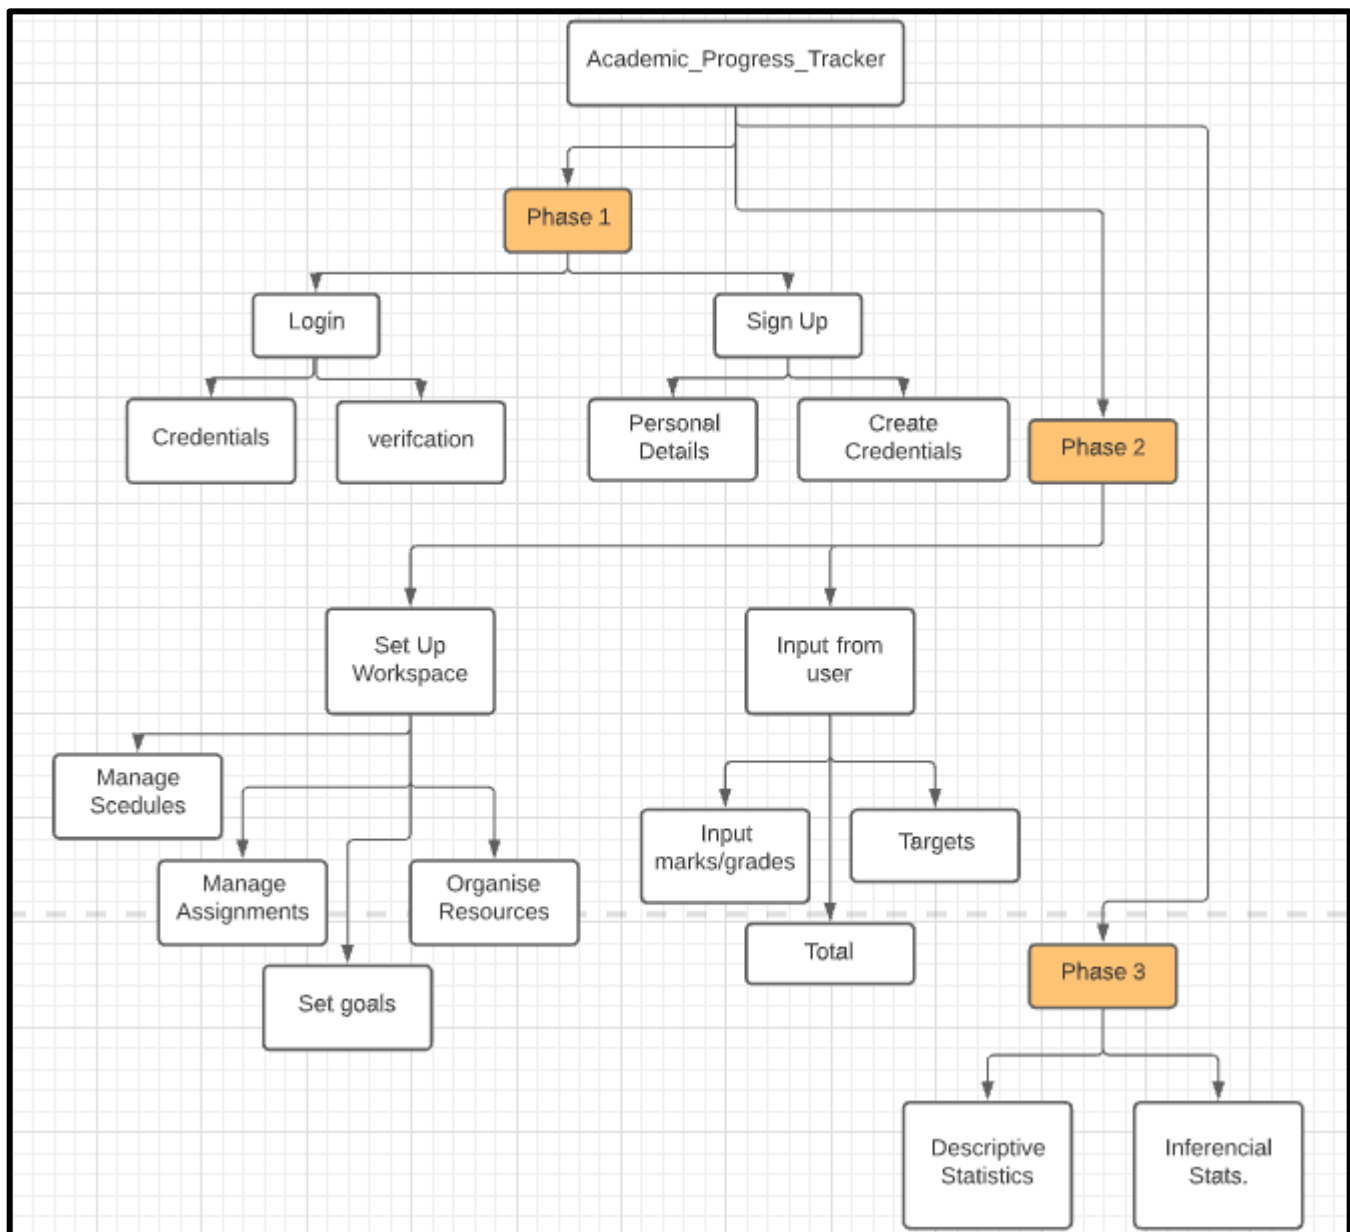 Academic_Progress_Tracker
Phase 1
Login
Sign Up
Credentials
verifcation
Personal
Details
Create
Credentials
Phase 2
Set Up
Workspace
Input from
user
Manage
Scedules
Input
marks/grades
Targets
Manage
Assignments
Organise
Resources
Total
Set goals
Phase 3
Descriptive
Statistics
Inferencial
Stats.